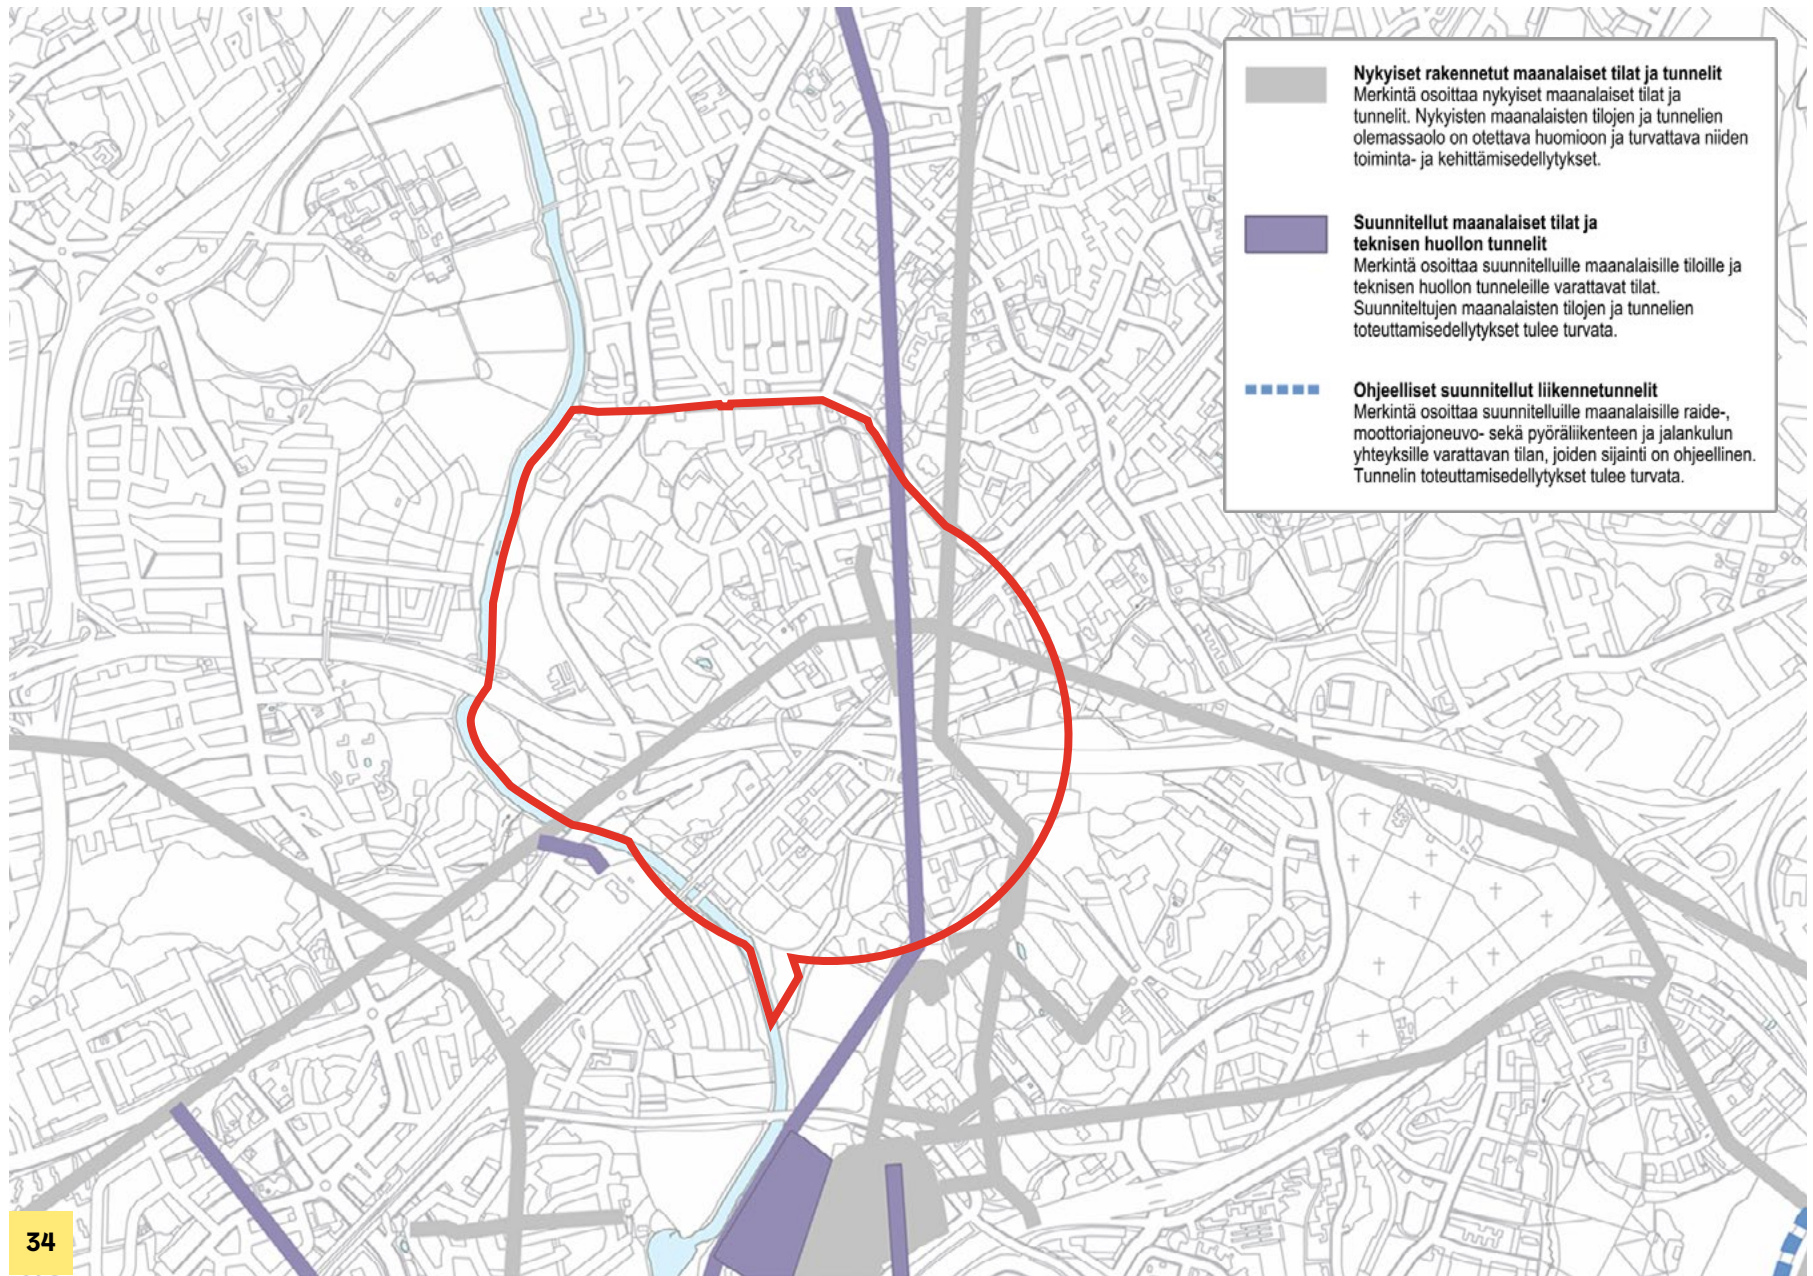 Nykyiset rakennetut maanalaiset tilat ja tunnelit
Merkintä osoittaa nykyiset maanalaiset tilat ja
tunnelit. Nykyisten maanalaisten tilojen ja tunnelien
olemassaolo on otettava huomioon ja turvattava niiden
toiminta- ja kehittämisedellytykset.
Suunnitellut maanalaiset tilat ja
teknisen huollon tunnelit
Merkintä osoittaa suunnitelluille maanalaisille tiloille ja
teknisen huollon tunneleille varattavat tilat.
Suunniteltujen maanalaisten tilojen ja tunnelien
toteuttamisedellytykset tulee turvata.
Ohjeelliset suunnitellut liikennetunnelit
Merkintä osoittaa suunnitelluille maanalaisille raide-,
moottoriajoneuvo- sekä pyöräliikenteen ja jalankulun
yhteyksille varattavan tilan, joiden sijainti on ohjeellinen.
Tunnelin toteuttamisedellytykset tulee turvata.
34